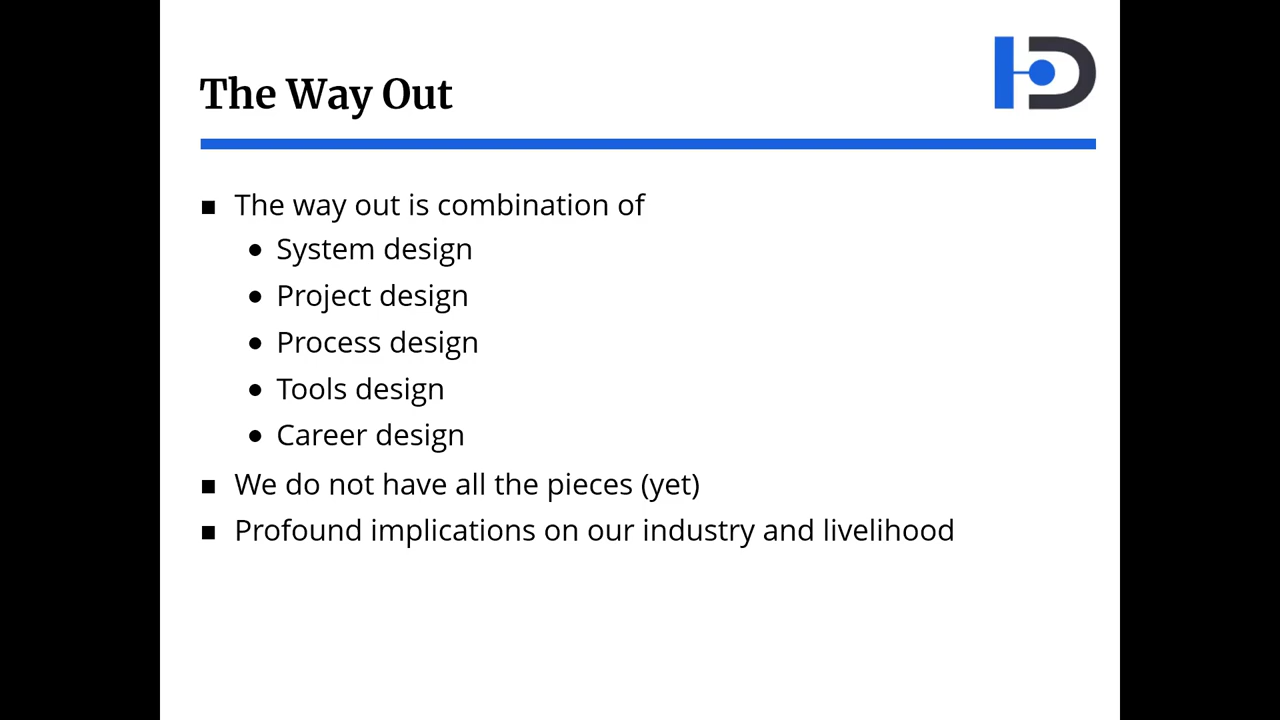 The Way Out
The way out is combination of
System design
Project design
Process design
Tools design
Career design
We do not have all the pieces (yet)
Profound implications on our industry and livelihood